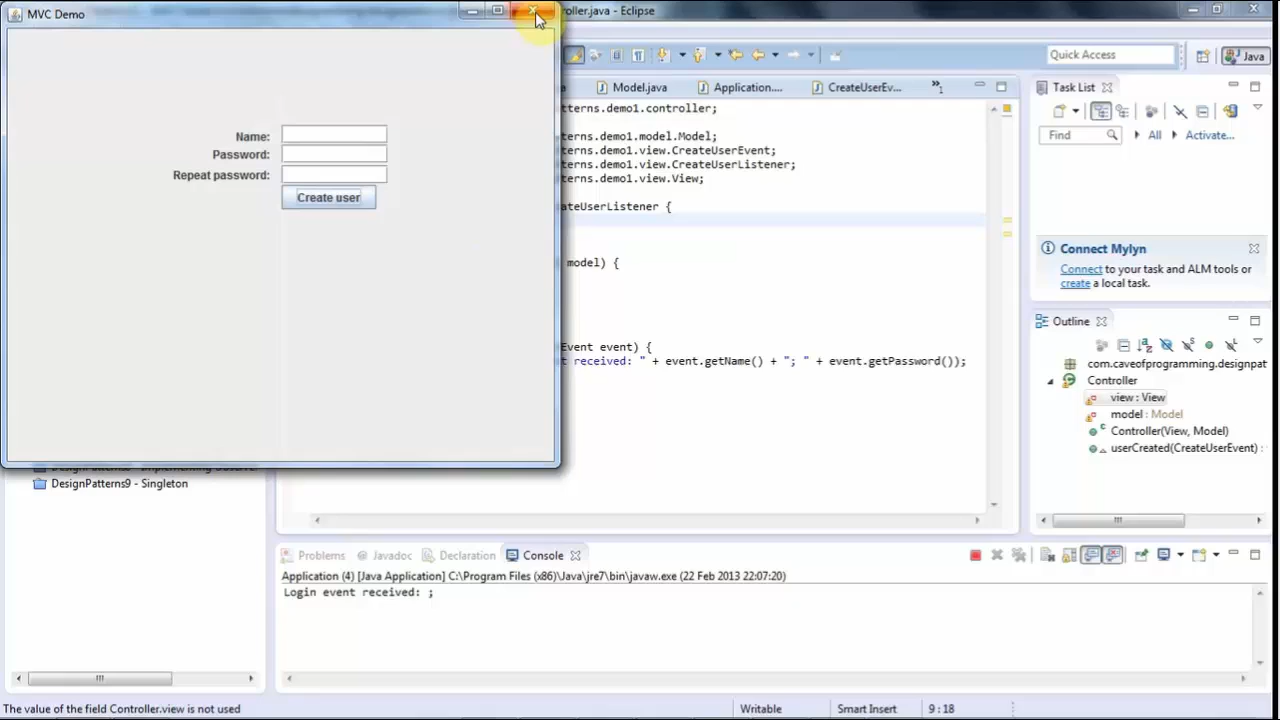 MVC Demo
ller.java - Eclipse
Quick Access
Java
Model.java
Application....
CreateUserEv...
Task List
Find
All
Activate...
Name:
Password:
Repeat password:
Create user
tterns.demo1.controller;
tterns.demo1.model.Model;
tterns.demo1.view.CreateUserEvent;
tterns.demo1.view.CreateUserListener;
tterns.demo1.view.View;
ateUserListener {
model) {
Event event) {
t received: " + event.getName() + "; " + event.getPassword());
Connect Mylyn
Connect to your task and ALM tools or
create a local task.
Outline
com.caveofprogramming.designpat
Controller
view : View
model : Model
Controller(View, Model)
userCreated(CreateUserEvent) :
DesignPatterns9 - Singleton
Problems
Javadoc
Declaration
Console
Application (4) [Java Application] C:\Program Files (x86)\Java\jre7\bin\javaw.exe (22 Feb 2013 22:07:20)
Login event received: ;
The value of the field Controller.view is not used
Writable
Smart Insert
9 : 18